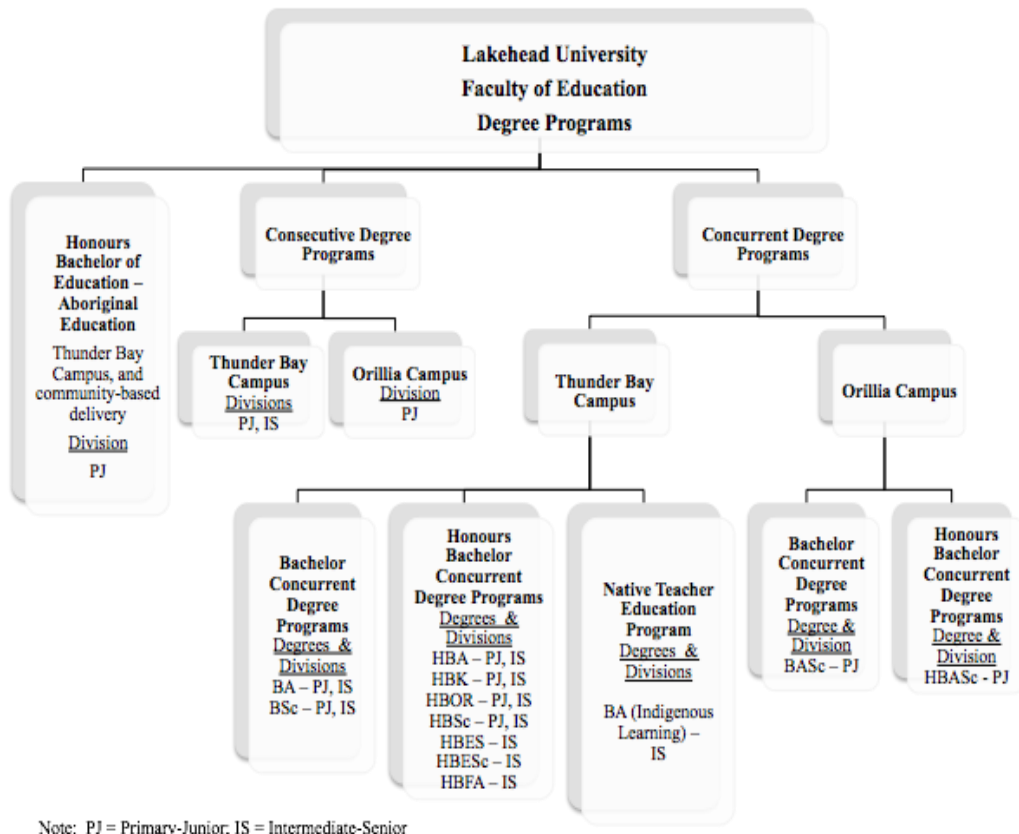 Lakehead University
Faculty of Education
Degree Programs
Honours
Bachelor of
Education –
Aboriginal
Education
Thunder Bay
Campus, and
community-based
delivery
Division
PJ
Consecutive Degree
Programs
Thunder Bay
Campus
Divisions
PJ, IS
Orillia Campus
Division
PJ
Concurrent Degree
Programs
Thunder Bay
Campus
Bachelor
Concurrent
Degree
Programs
Degrees &
Divisions
BA – PJ, IS
BSc – PJ, IS
Honours
Bachelor
Concurrent
Degree Programs
Degrees &
Divisions
HBA – PJ, IS
HBK – PJ, IS
HBOR – PJ, IS
HBSc – PJ, IS
HBES – IS
HBESc – IS
HBFA – IS
Native Teacher
Education
Program
Degrees &
Divisions
BA (Indigenous
Learning) –
IS
Orillia Campus
Bachelor
Concurrent
Degree
Programs
Degree &
Division
BASc – PJ
Honours
Bachelor
Concurrent
Degree
Programs
Degree &
Division
HBASc - PJ
Note: PJ = Primary-Junior; IS = Intermediate-Senior